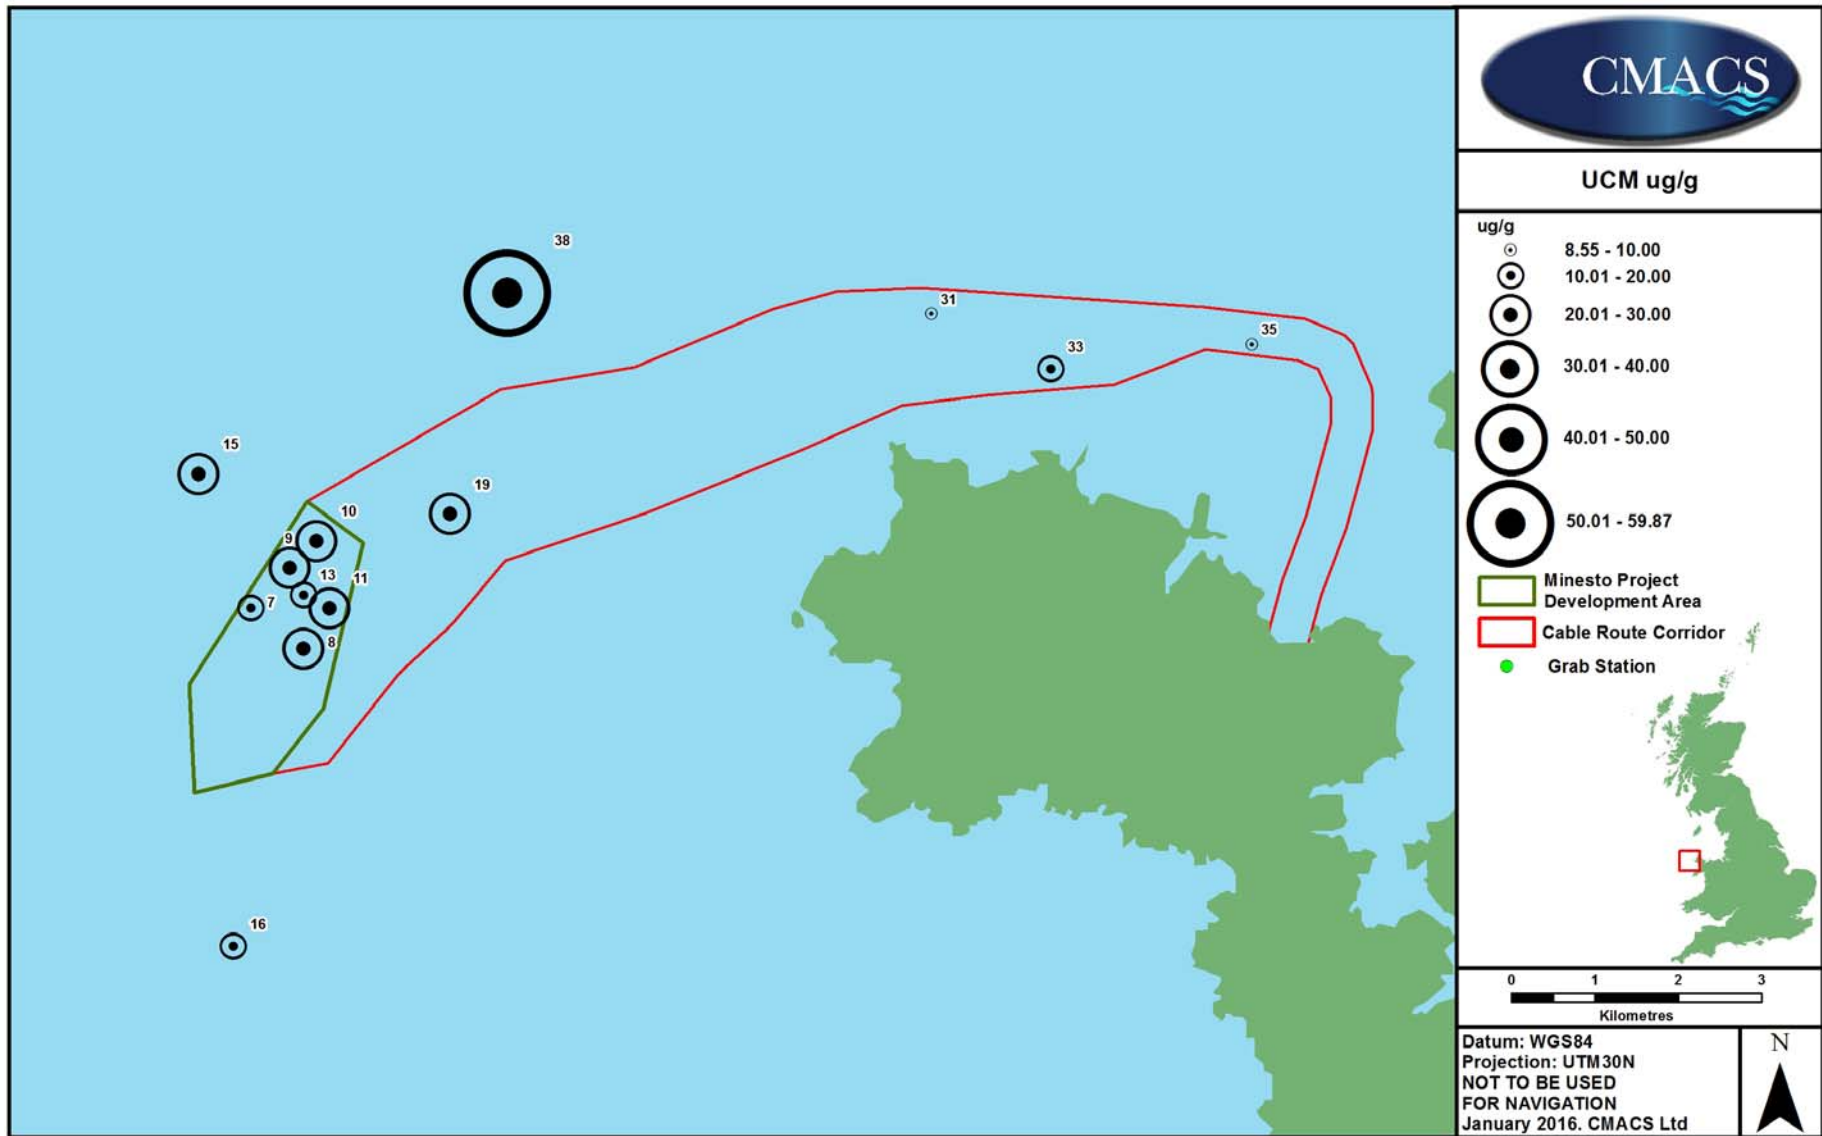 CMACS
UCM ug/g
ug/g
8.55 - 10.00
10.01 - 20.00
20.01 - 30.00
30.01 - 40.00
40.01 - 50.00
50.01 - 59.87
Minesto Project
Development Area
Cable Route Corridor
Grab Station
38
31
35
33
15
19
10
9
13
11
7
8
16
0 1 2 3
Kilometres
Datum: WGS84
Projection: UTM30N
NOT TO BE USED
FOR NAVIGATION
January 2016. CMACS Ltd
N